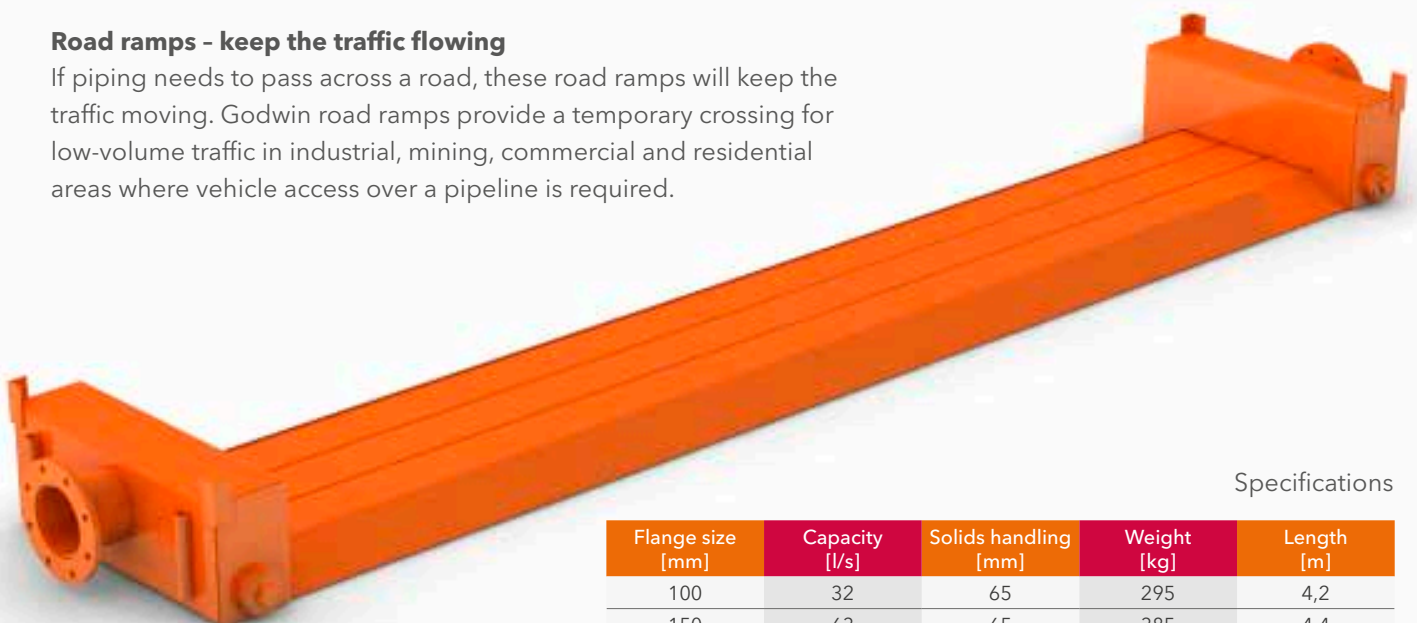 Road ramps – keep the traffic flowing
If piping needs to pass across a road, these road ramps will keep the
traffic moving. Godwin road ramps provide a temporary crossing for
low-volume traffic in industrial, mining, commercial and residential
areas where vehicle access over a pipeline is required.
Specifications
Flange size [mm] Capacity [l/s] Solids handling [mm] Weight [kg] Length [m]
100 32 65 295 4,2